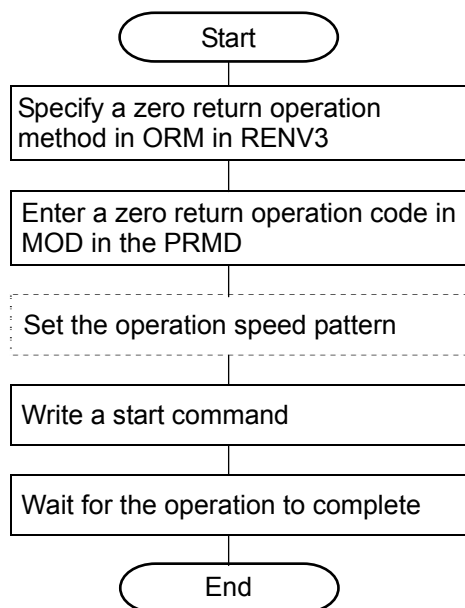 Start
Specify a zero return operation
method in ORM in RENV3
Enter a zero return operation code in
MOD in the PRMD
Set the operation speed pattern
Write a start command
Wait for the operation to complete
End